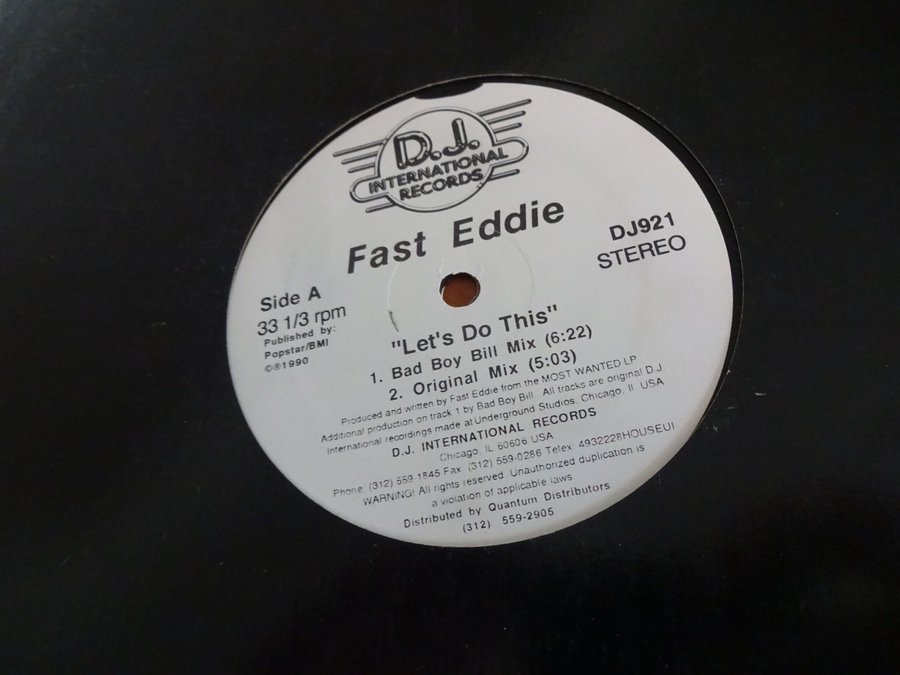 D.J.
INTERNATIONAL
RECORDS
Fast Eddie
DJ921
STEREO
Side A
33 1/3 rpm
Published by:
Popstar/BMI
©℗1990
"Let's Do This"
1. Bad Boy Bill Mix (6:22)
2. Original Mix (5:03)
Produced and written by Fast Eddie from the MOST WANTED LP
Additional production on track 1 by Bad Boy Bill. All tracks are original D.J.
International recordings made at Underground Studios, Chicago, Il. USA
D.J. INTERNATIONAL RECORDS
Chicago, IL 60606 USA
Phone: (312) 559-1845 Fax: (312) 559-0286 Telex: 4932228HOUSEUI
WARNING! All rights reserved. Unauthorized duplication is
a violation of applicable laws.
Distributed by Quantum Distributors
(312) 559-2905